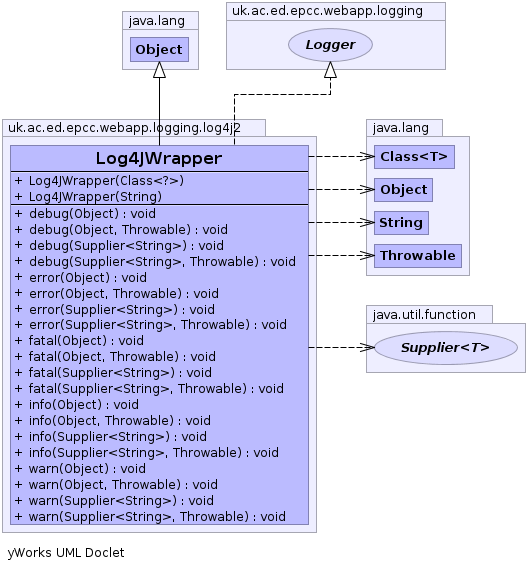 java.lang
Object
uk.ac.ed.epcc.webapp.logging
Logger
uk.ac.ed.epcc.webapp.logging.log4j2
Log4JWrapper
+ Log4JWrapper(Class<?>)
+ Log4JWrapper(String)
+ debug(Object) : void
+ debug(Object, Throwable) : void
+ debug(Supplier<String>) : void
+ debug(Supplier<String>, Throwable) : void
+ error(Object) : void
+ error(Object, Throwable) : void
+ error(Supplier<String>) : void
+ error(Supplier<String>, Throwable) : void
+ fatal(Object) : void
+ fatal(Object, Throwable) : void
+ fatal(Supplier<String>) : void
+ fatal(Supplier<String>, Throwable) : void
+ info(Object) : void
+ info(Object, Throwable) : void
+ info(Supplier<String>) : void
+ info(Supplier<String>, Throwable) : void
+ warn(Object) : void
+ warn(Object, Throwable) : void
+ warn(Supplier<String>) : void
+ warn(Supplier<String>, Throwable) : void
java.lang
Class<T>
Object
String
Throwable
java.util.function
Supplier<T>
yWorks UML Doclet